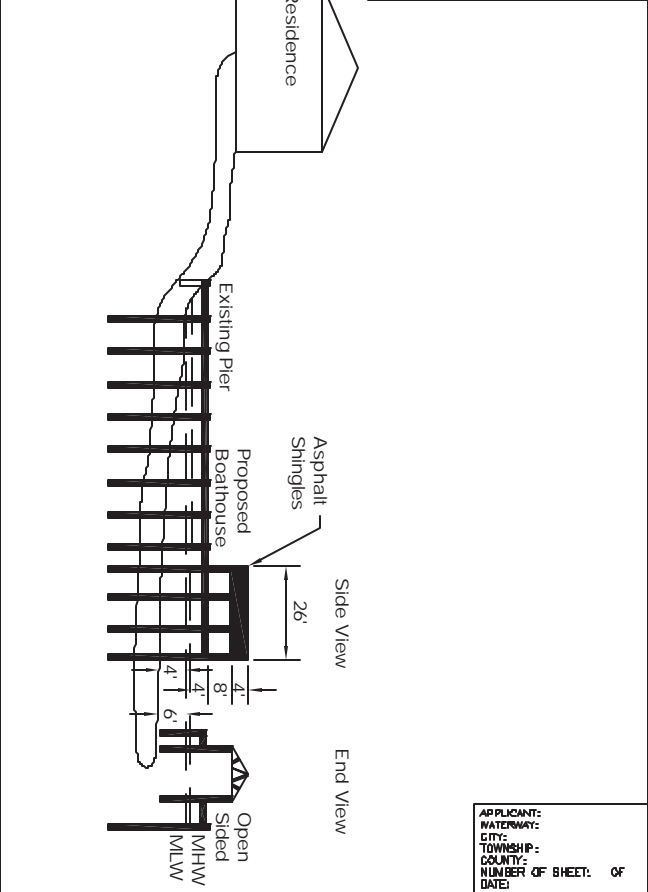 Residence
Existing Pier
Proposed
Boathouse
Asphalt
Shingles
Side View
26'
4'
4'
8'
4'
6'
End View
Open
Sided
MHW
MLW
APPLICANT:
WATERWAY:
CITY:
TOWNSHIP:
COUNTY:
NUMBER OF SHEET: OF
DATE: